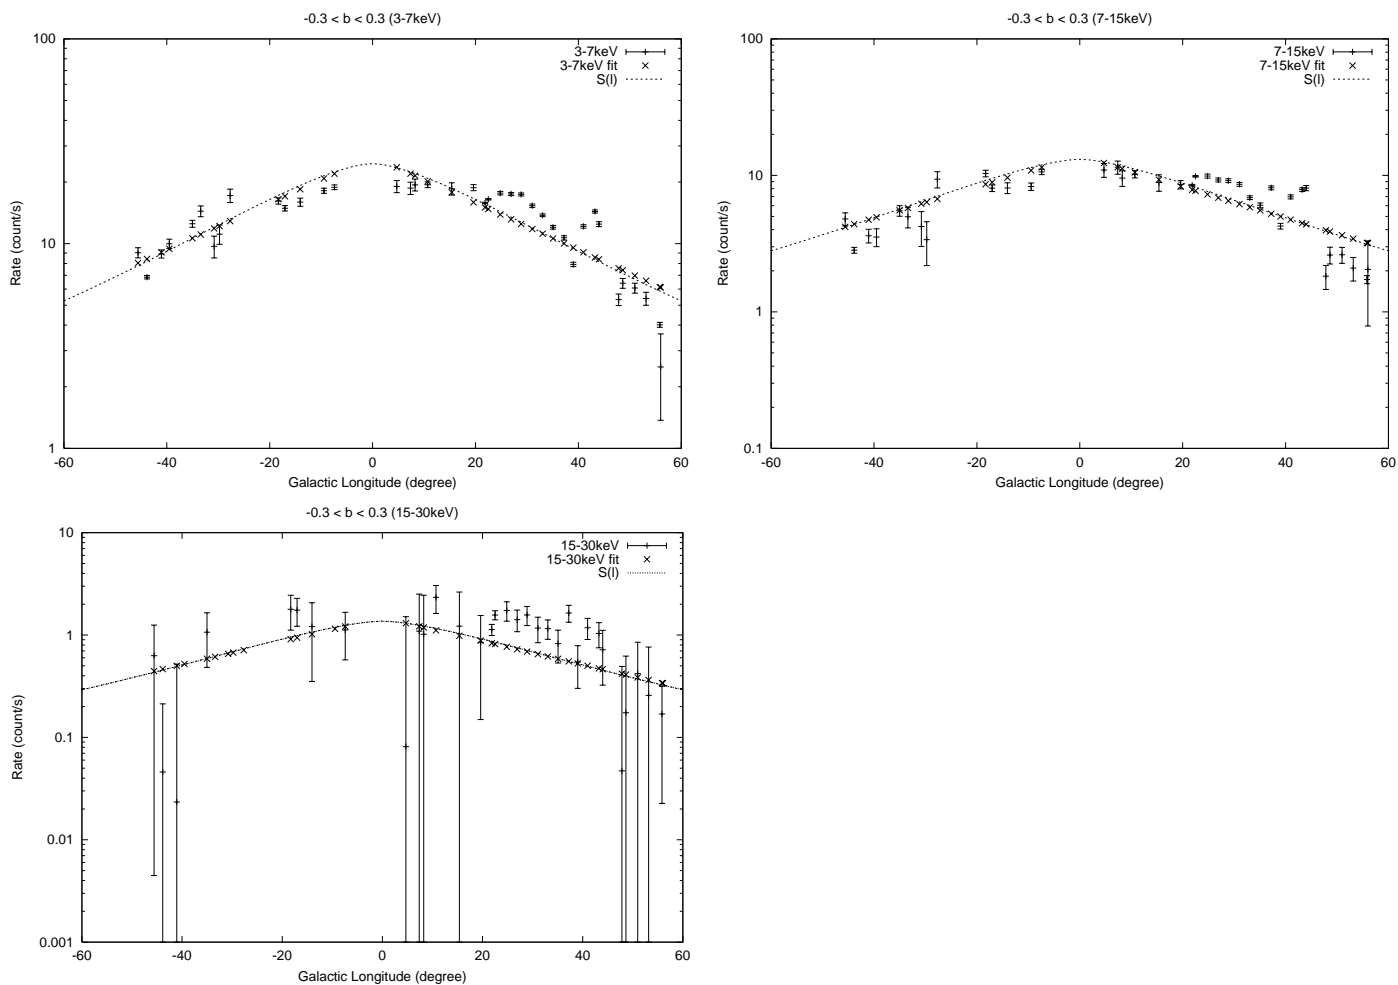 -0.3 < b < 0.3 (3-7keV)
100
10
1
Rate (count/s)
3-7keV
3-7keV fit
S(l)
-60 -40 -20 0 20 40 60
Galactic Longitude (degree)
-0.3 < b < 0.3 (7-15keV)
100
10
1
0.1
Rate (count/s)
7-15keV
7-15keV fit
S(l)
-60 -40 -20 0 20 40 60
Galactic Longitude (degree)
-0.3 < b < 0.3 (15-30keV)
10
1
0.1
0.01
0.001
Rate (count/s)
15-30keV
15-30keV fit
S(l)
-60 -40 -20 0 20 40 60
Galactic Longitude (degree)